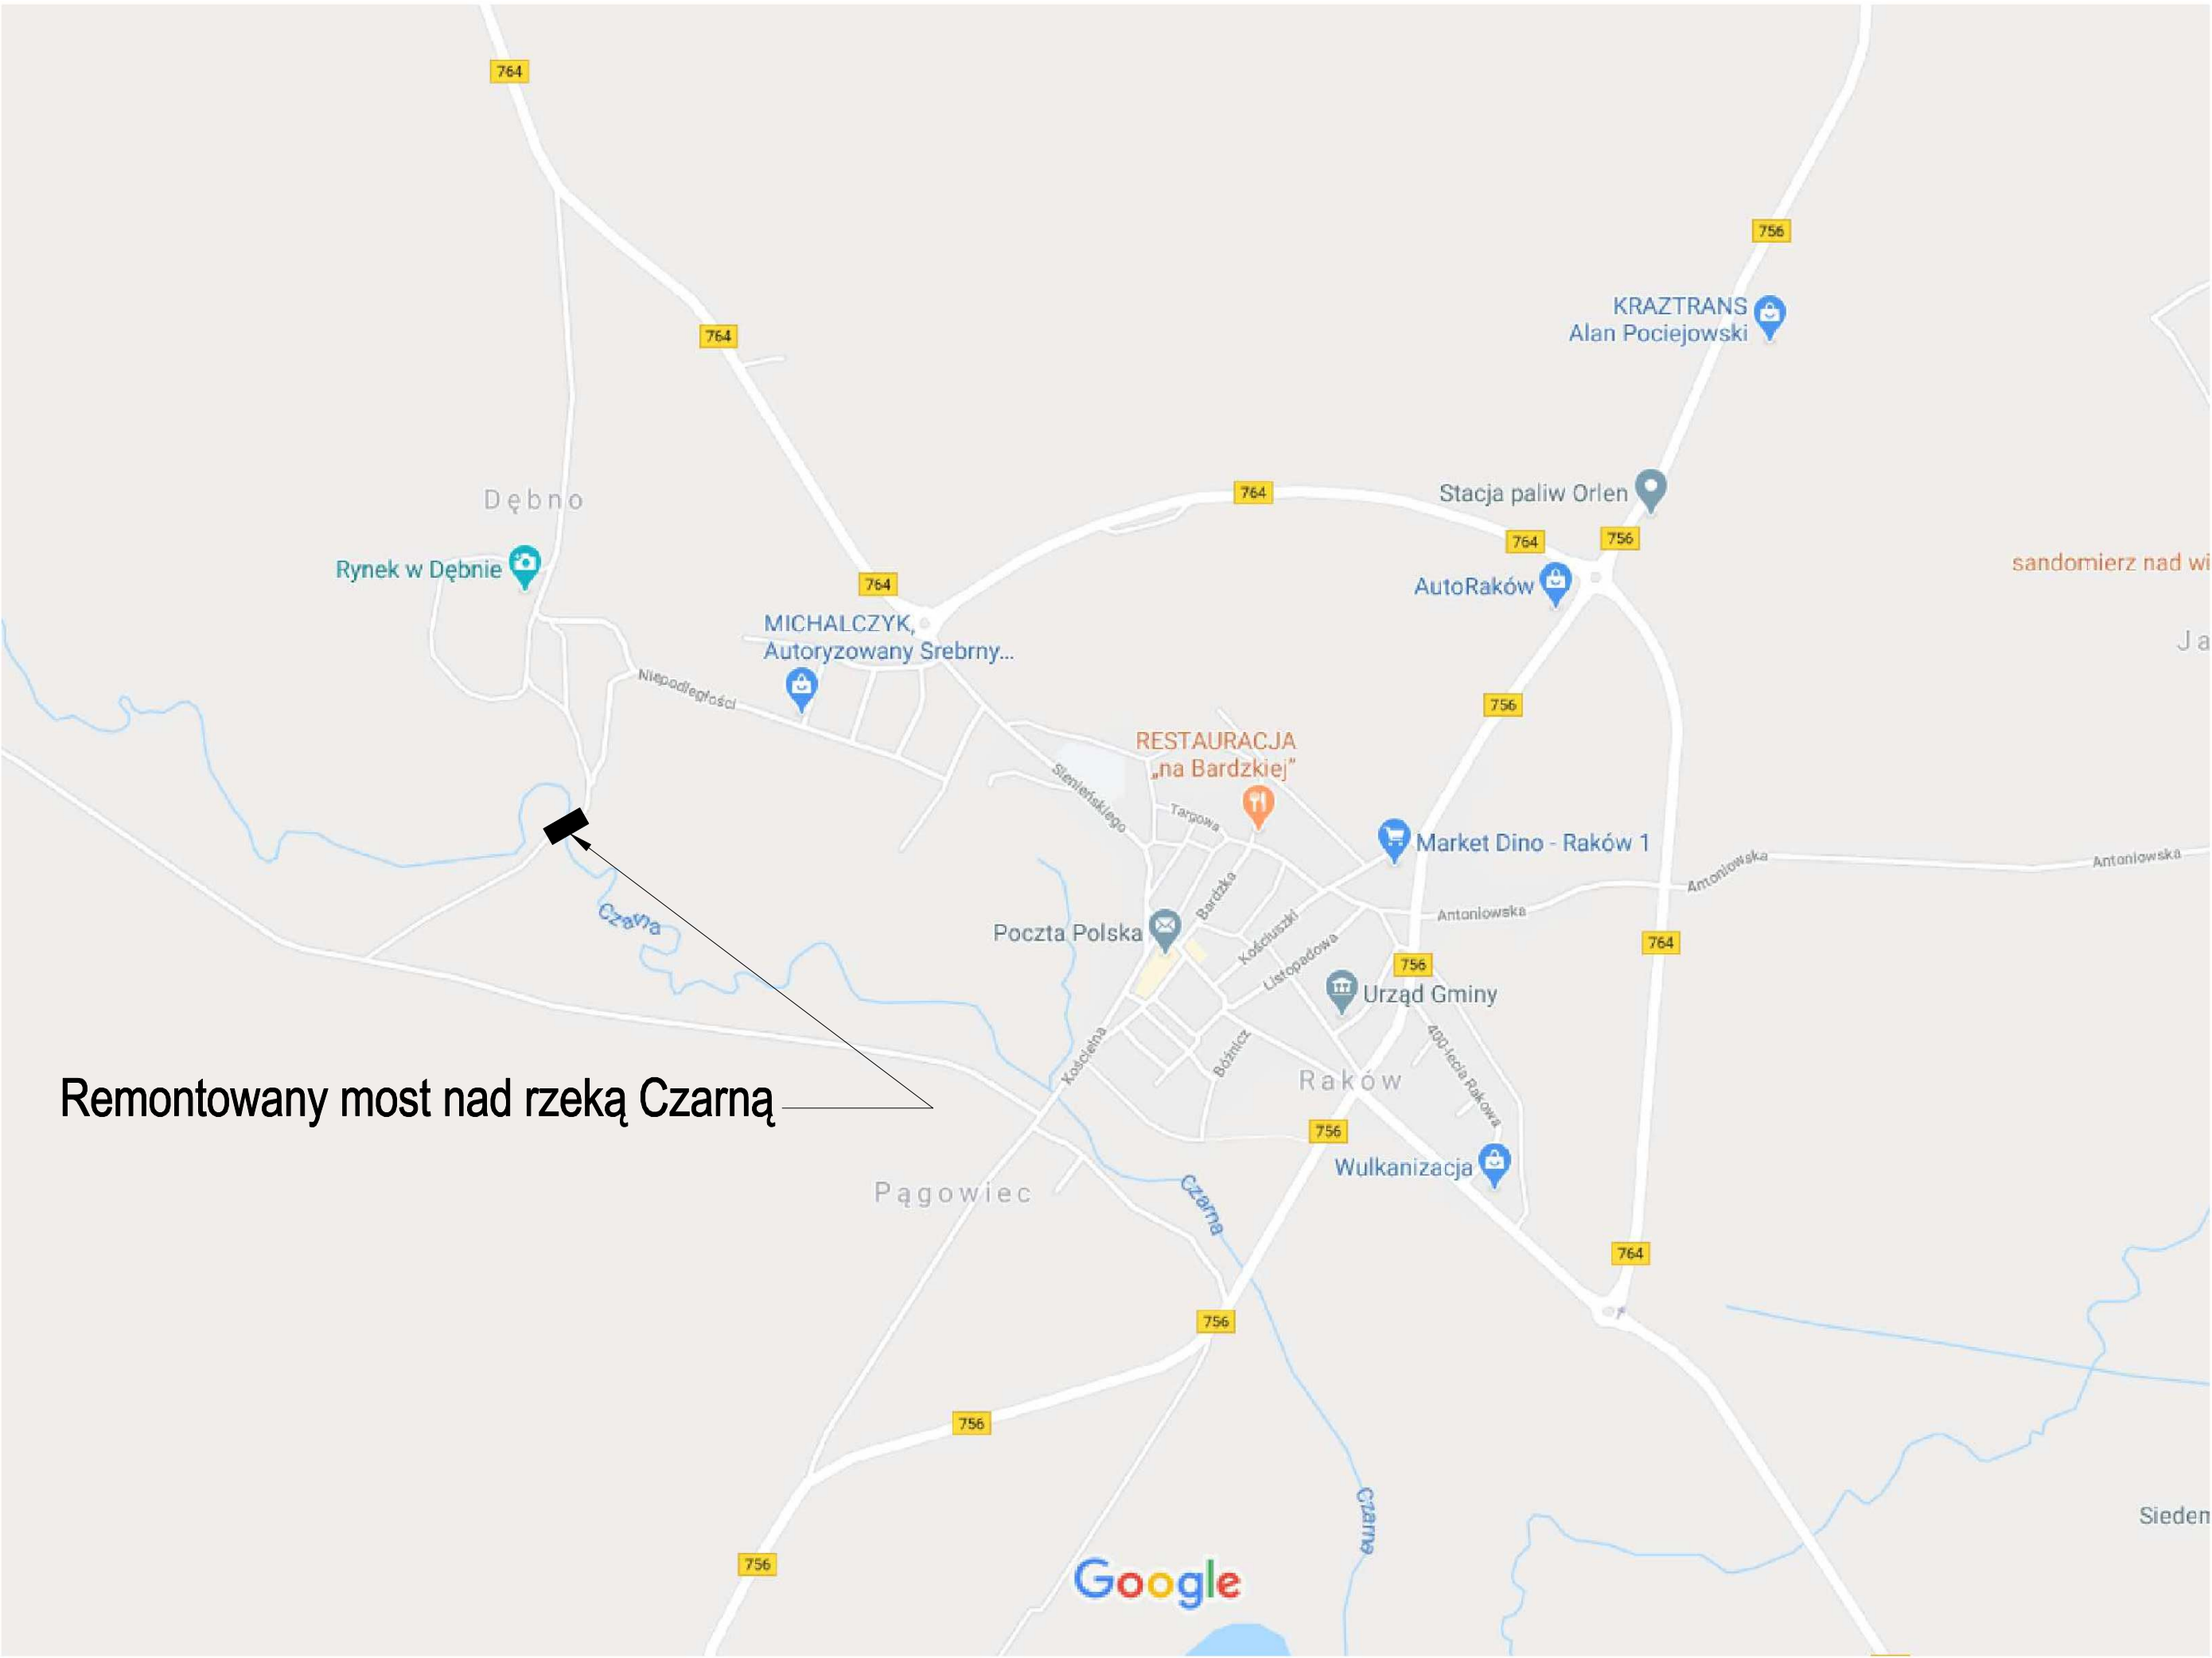 764
756
KRAZTRANS
Alan Pociejowski
764
Dębno
764
Stacja paliw Orlen
764
756
Rynek w Dębnie
sandomierz nad wi
764
AutoRaków
MICHALCZYK,
Autoryzowany Srebrny...
Ja
Niepodległości
756
RESTAURACJA
„na Bardzkiej”
Sienieńskiego
Targowa
Market Dino - Raków 1
Antoniowska
Antoniowska
Bardzka
Antoniowska
Czarna
Poczta Polska
Kościuszki
Listopadowa
764
756
Urząd Gminy
Kościelna
Bóźnicz
400-lecia Rakowa
Raków
Remontowany most nad rzeką Czarną
756
Wulkanizacja
Pągowiec
Czarna
764
756
756
Czarna
Siedem
756
Google